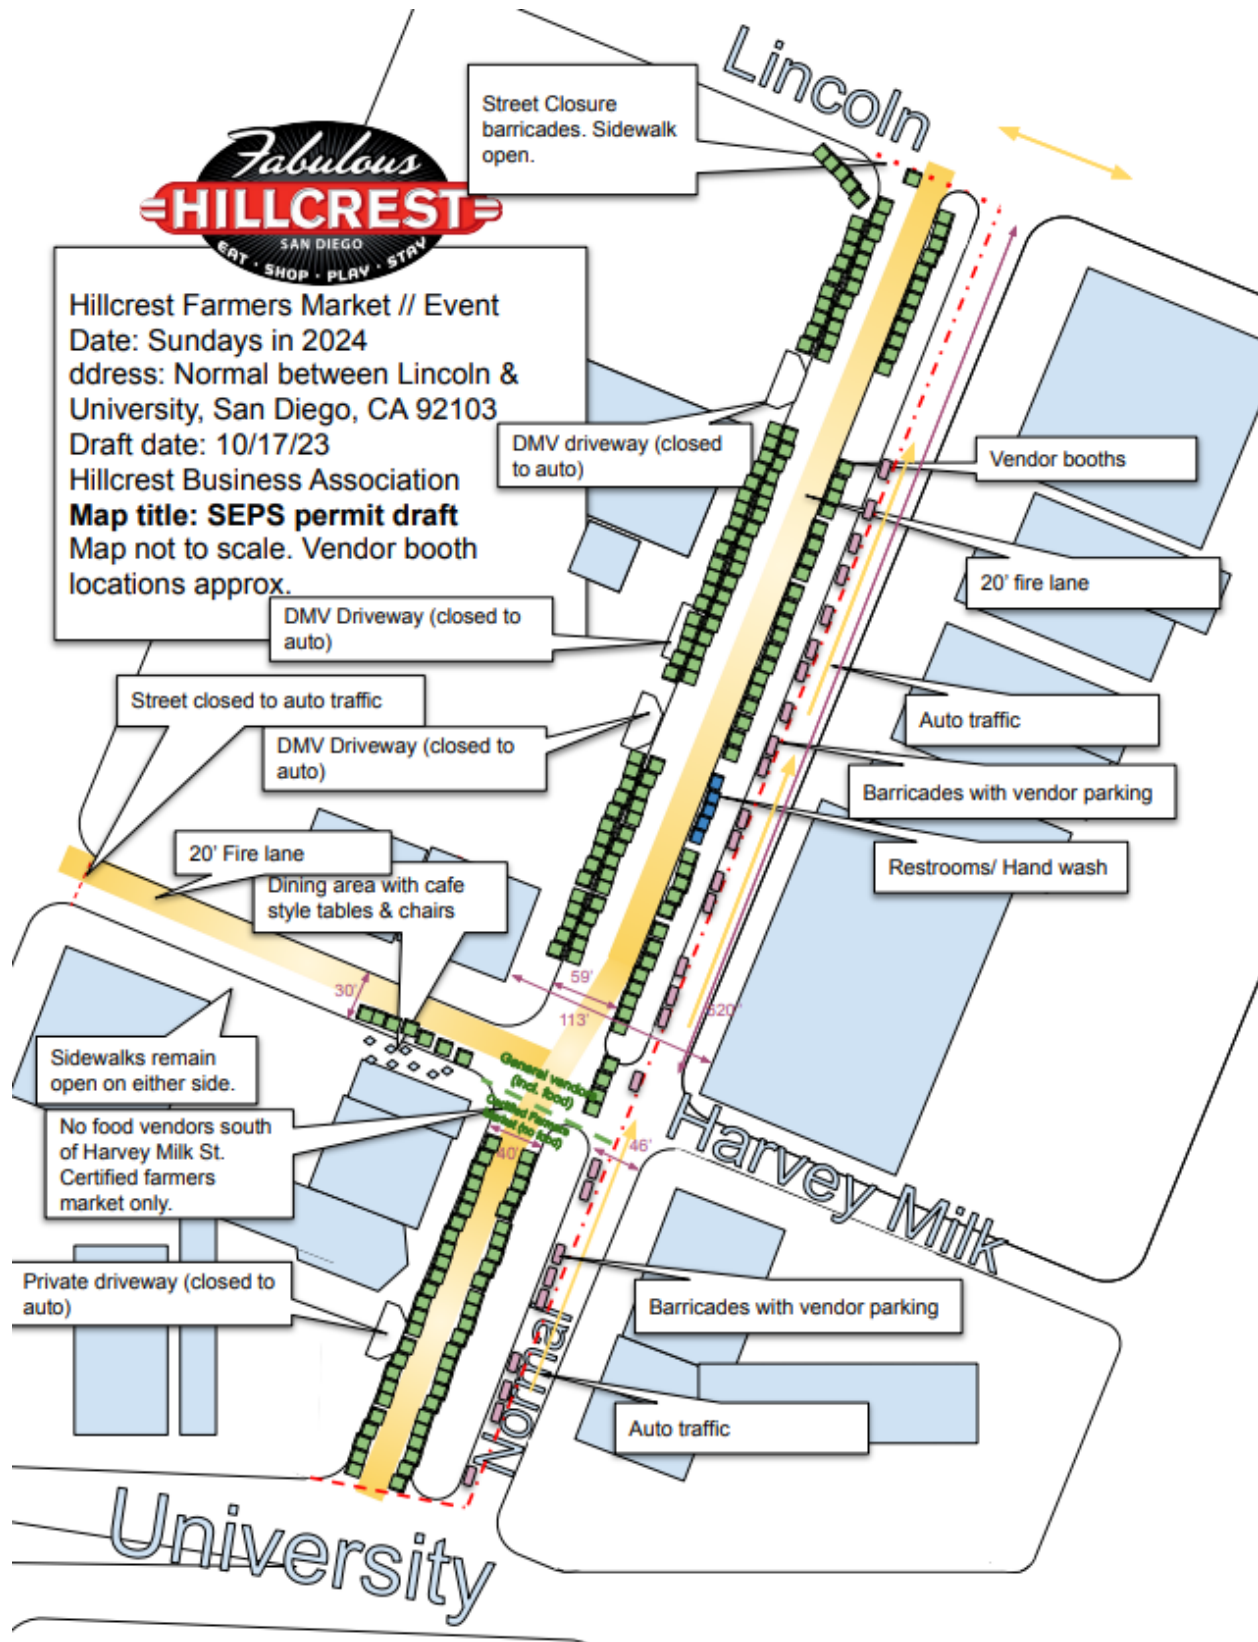 Lincoln
Street Closure
barricades. Sidewalk
open.
Fabulous
HILLCREST
SAN DIEGO
EAT · SHOP · PLAY · STAY
Hillcrest Farmers Market // Event
Date: Sundays in 2024
ddress: Normal between Lincoln &
University, San Diego, CA 92103
Draft date: 10/17/23
Hillcrest Business Association
Map title: SEPS permit draft
Map not to scale. Vendor booth
locations approx.
DMV driveway (closed
to auto)
Vendor booths
20' fire lane
DMV Driveway (closed to
auto)
Street closed to auto traffic
Auto traffic
DMV Driveway (closed to
auto)
Barricades with vendor parking
20' Fire lane
Restrooms/ Hand wash
Dining area with cafe
style tables & chairs
59'
30'
113'
620'
Sidewalks remain
open on either side.
General vendors
(incl. food)
Certified Farmers
Market (no food)
No food vendors south
of Harvey Milk St.
Certified farmers
market only.
40'
46'
Harvey Milk
Private driveway (closed to
auto)
Barricades with vendor parking
Normal
Auto traffic
University